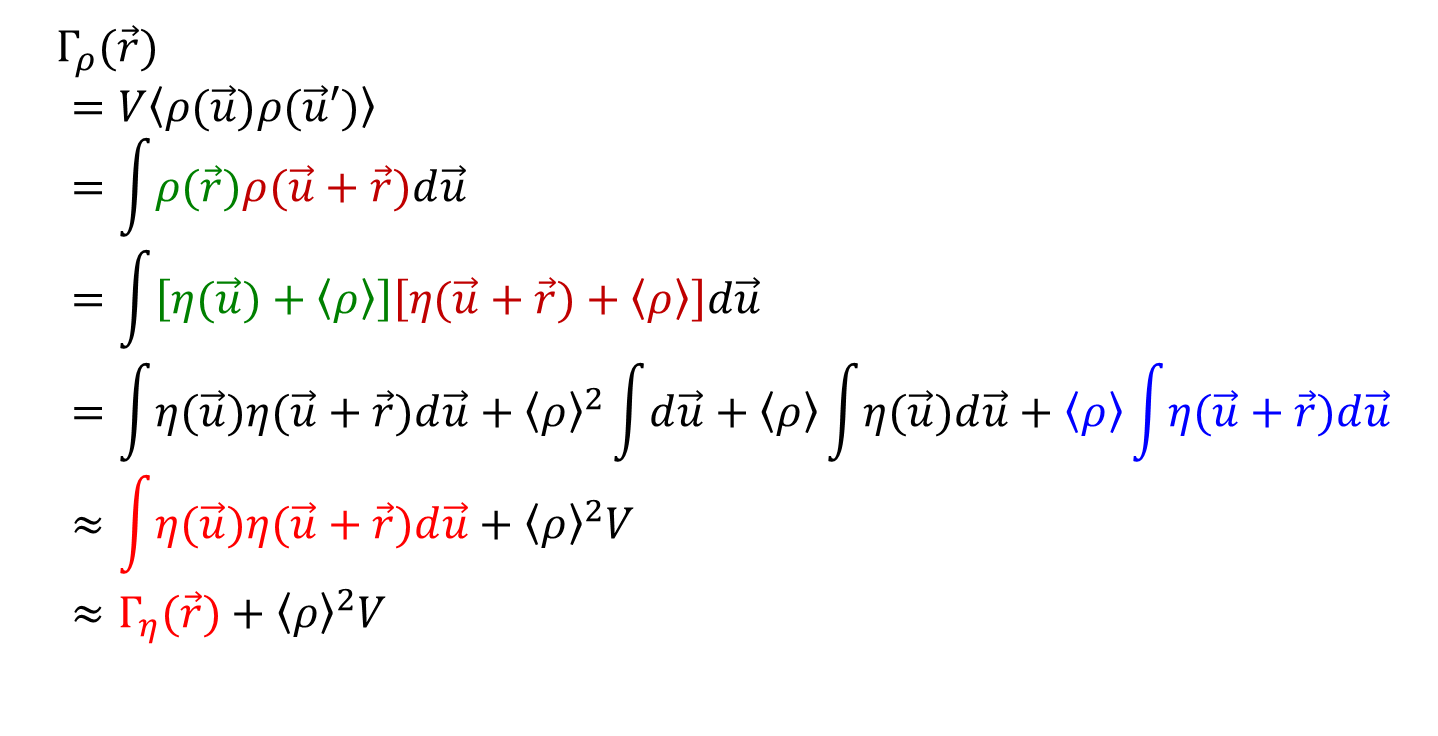 Γ_ρ(r⃗)
= V⟨ρ(u⃗)ρ(u⃗′)⟩
= ∫ρ(r⃗)ρ(u⃗ + r⃗)du⃗
= ∫[η(u⃗) + ⟨ρ⟩][η(u⃗ + r⃗) + ⟨ρ⟩]du⃗
= ∫η(u⃗)η(u⃗ + r⃗)du⃗ + ⟨ρ⟩² ∫du⃗ + ⟨ρ⟩ ∫η(u⃗)du⃗ + ⟨ρ⟩ ∫η(u⃗ + r⃗)du⃗
≈ ∫η(u⃗)η(u⃗ + r⃗)du⃗ + ⟨ρ⟩²V
≈ Γ_η(r⃗) + ⟨ρ⟩²V